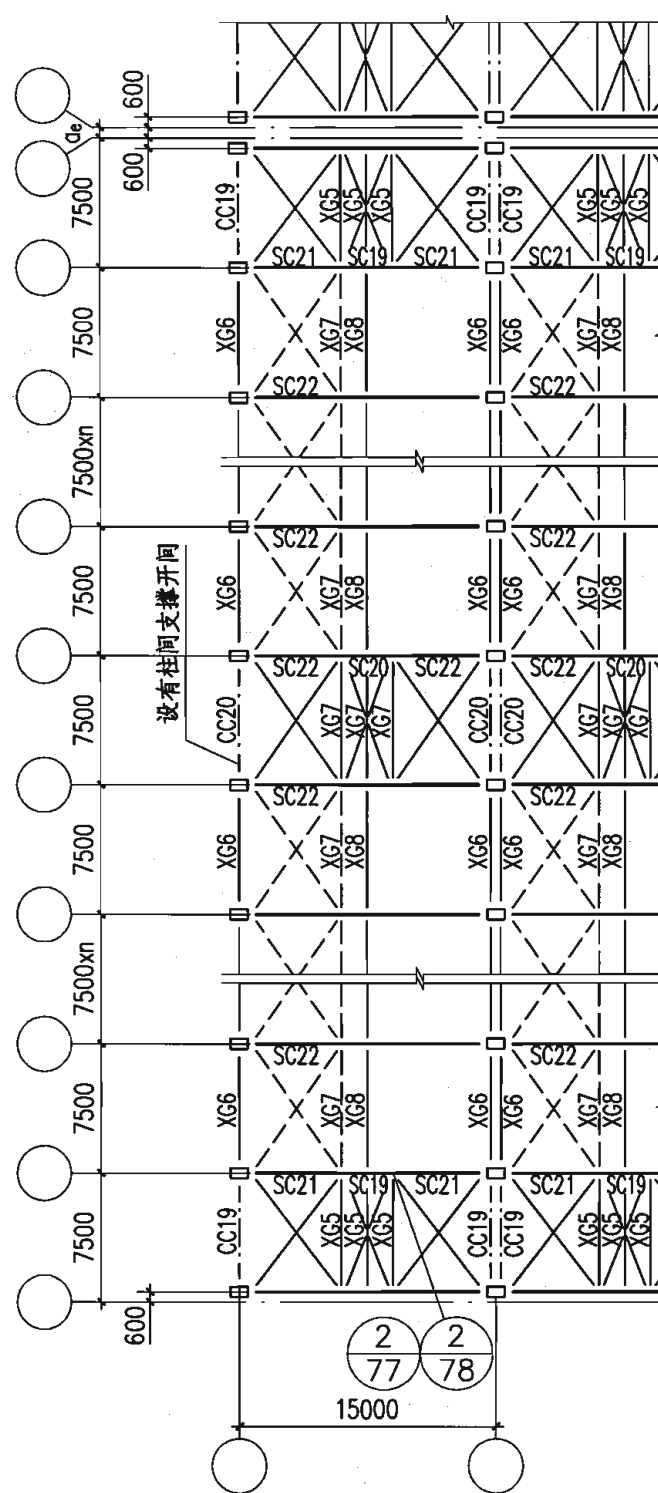 600
ae
600
7500
CC19 XG5 XG5 XG5 CC19 CC19 XG5 XG5 XG5
SC21 SC19 SC21 SC21 SC19
7500
XG6 XG7 XG8 XG6 XG6 XG7 XG8
SC22 SC22
7500xn
SC22 SC22
7500
XG6 XG7 XG8 XG6 XG6 XG7 XG8
设有柱间支撑开间
SC22 SC20 SC22 SC22 SC20
7500
CC20 XG7 XG7 XG7 CC20 CC20 XG7 XG7 XG7
SC22 SC22
7500
XG6 XG7 XG8 XG6 XG6 XG7 XG8
7500xn
SC22 SC22
7500
XG6 XG7 XG8 XG6 XG6 XG7 XG8
SC21 SC19 SC21 SC21 SC19
7500
CC19 XG5 XG5 XG5 CC19 CC19 XG5 XG5 XG5
600
2 2
77 78
15000